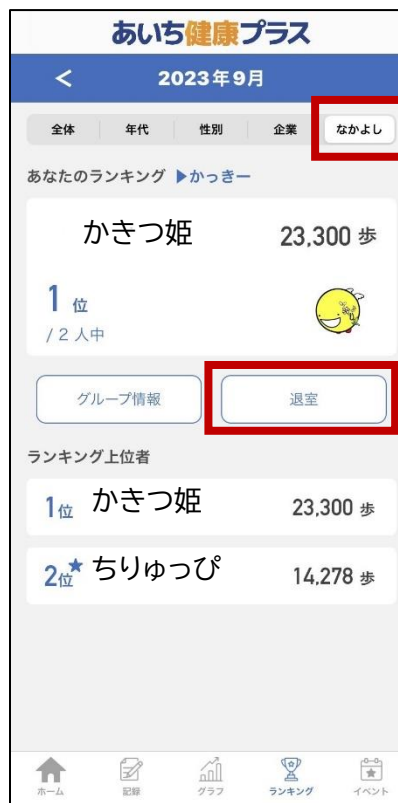 あいち健康プラス
< 2023年9月
全体 年代 性別 企業 なかよし
あなたのランキング ▶かっきー
かきつ姫 23,300 歩
1 位
/ 2 人中
グループ情報 退室
ランキング上位者
1位 かきつ姫 23,300 歩
2位★ ちりゅっぴ 14,278 歩
ホーム 記録 グラフ ランキング イベント